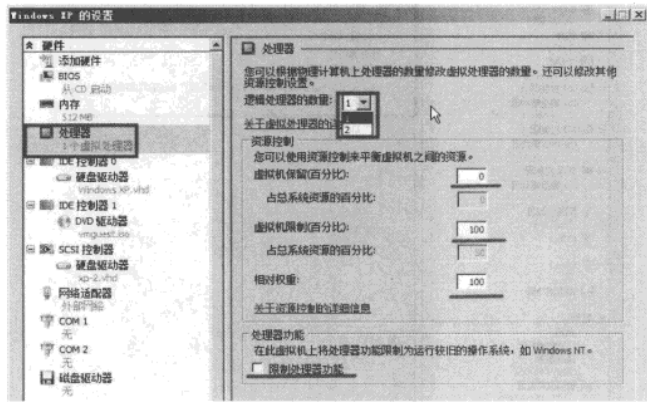 Windows XP 的设置
硬件
添加硬件
BIOS
从 CD 启动
内存
512 MB
处理器
1 个虚拟处理器
IDE 控制器 0
硬盘驱动器
Windows XP.vhd
IDE 控制器 1
DVD 驱动器
vmguest.iso
SCSI 控制器
硬盘驱动器
xp-2.vhd
网络适配器
外部网络
COM 1
无
COM 2
无
磁盘驱动器
无
处理器
您可以根据物理计算机上处理器的数量修改虚拟处理器的数量。还可以修改其他
资源控制设置。
逻辑处理器的数量: 1
1
2
关于虚拟处理器的
资源控制
您可以使用资源控制来平衡虚拟机之间的资源。
虚拟机保留(百分比): 0
占总系统资源的百分比: 0
虚拟机限制(百分比): 100
占总系统资源的百分比: 50
相对权重: 100
关于资源控制的详细信息
处理器功能
在此虚拟机上将处理器功能限制为运行较旧的操作系统，如 Windows NT。
限制处理器功能